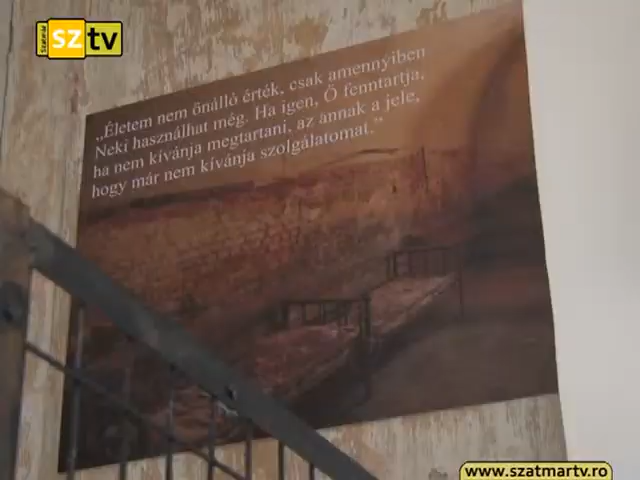 Szatmár
sz tv
„Életem nem önálló érték, csak amennyiben
Neki használhat még. Ha igen, Ő fenntartja,
ha nem kívánja megtartani, az annak a jele,
hogy már nem kívánja szolgálatomat.”
www.szatmartv.ro